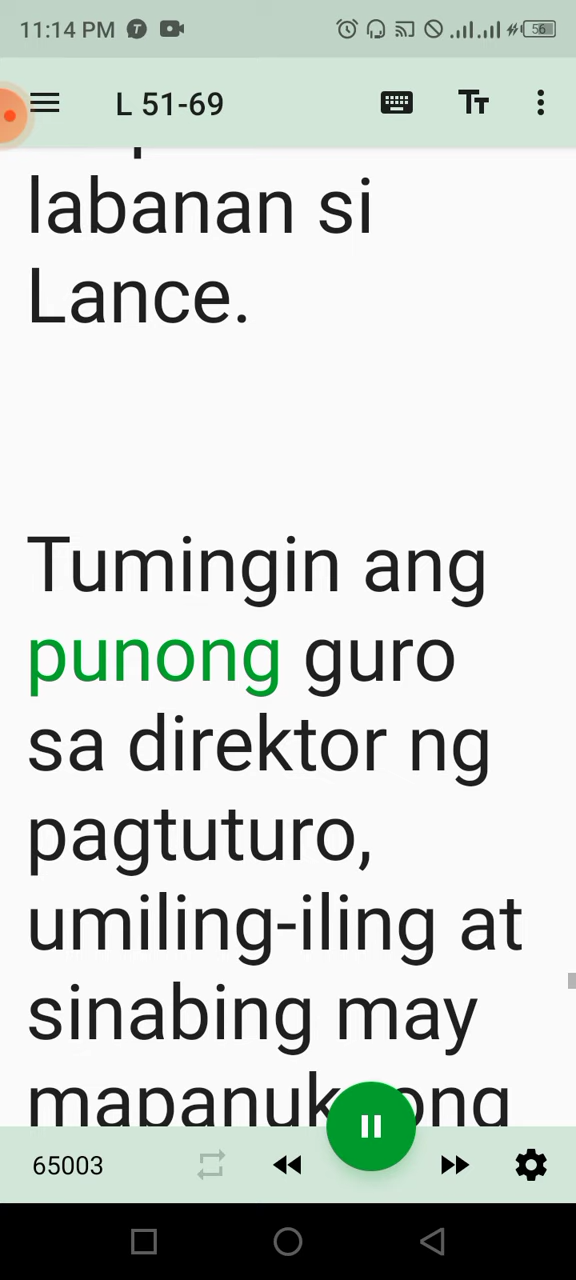 11:14 PM
56
L 51-69
labanan si
Lance.
Tumingin ang
punong guro
sa direktor ng
pagtuturo,
umiling-iling at
sinabing may
65003